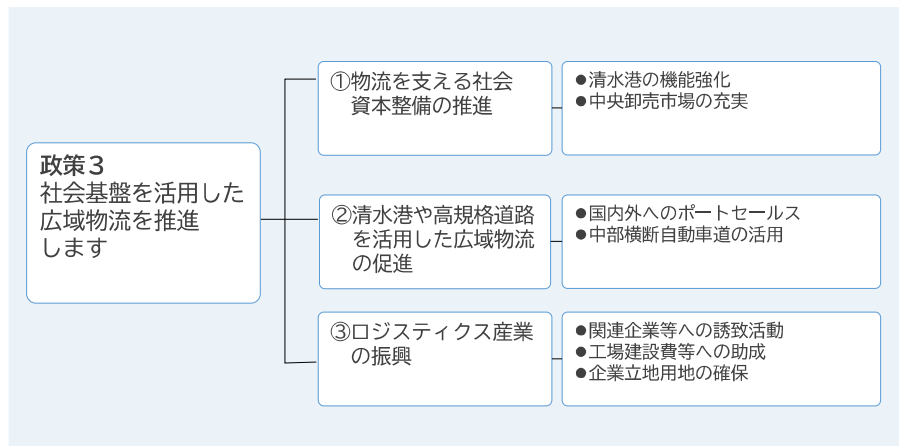 政策３
社会基盤を活用した
広域物流を推進
します
①物流を支える社会
資本整備の推進
●清水港の機能強化
●中央卸売市場の充実
②清水港や高規格道路
を活用した広域物流
の促進
●国内外へのポートセールス
●中部横断自動車道の活用
③ロジスティクス産業
の振興
●関連企業等への誘致活動
●工場建設費等への助成
●企業立地用地の確保